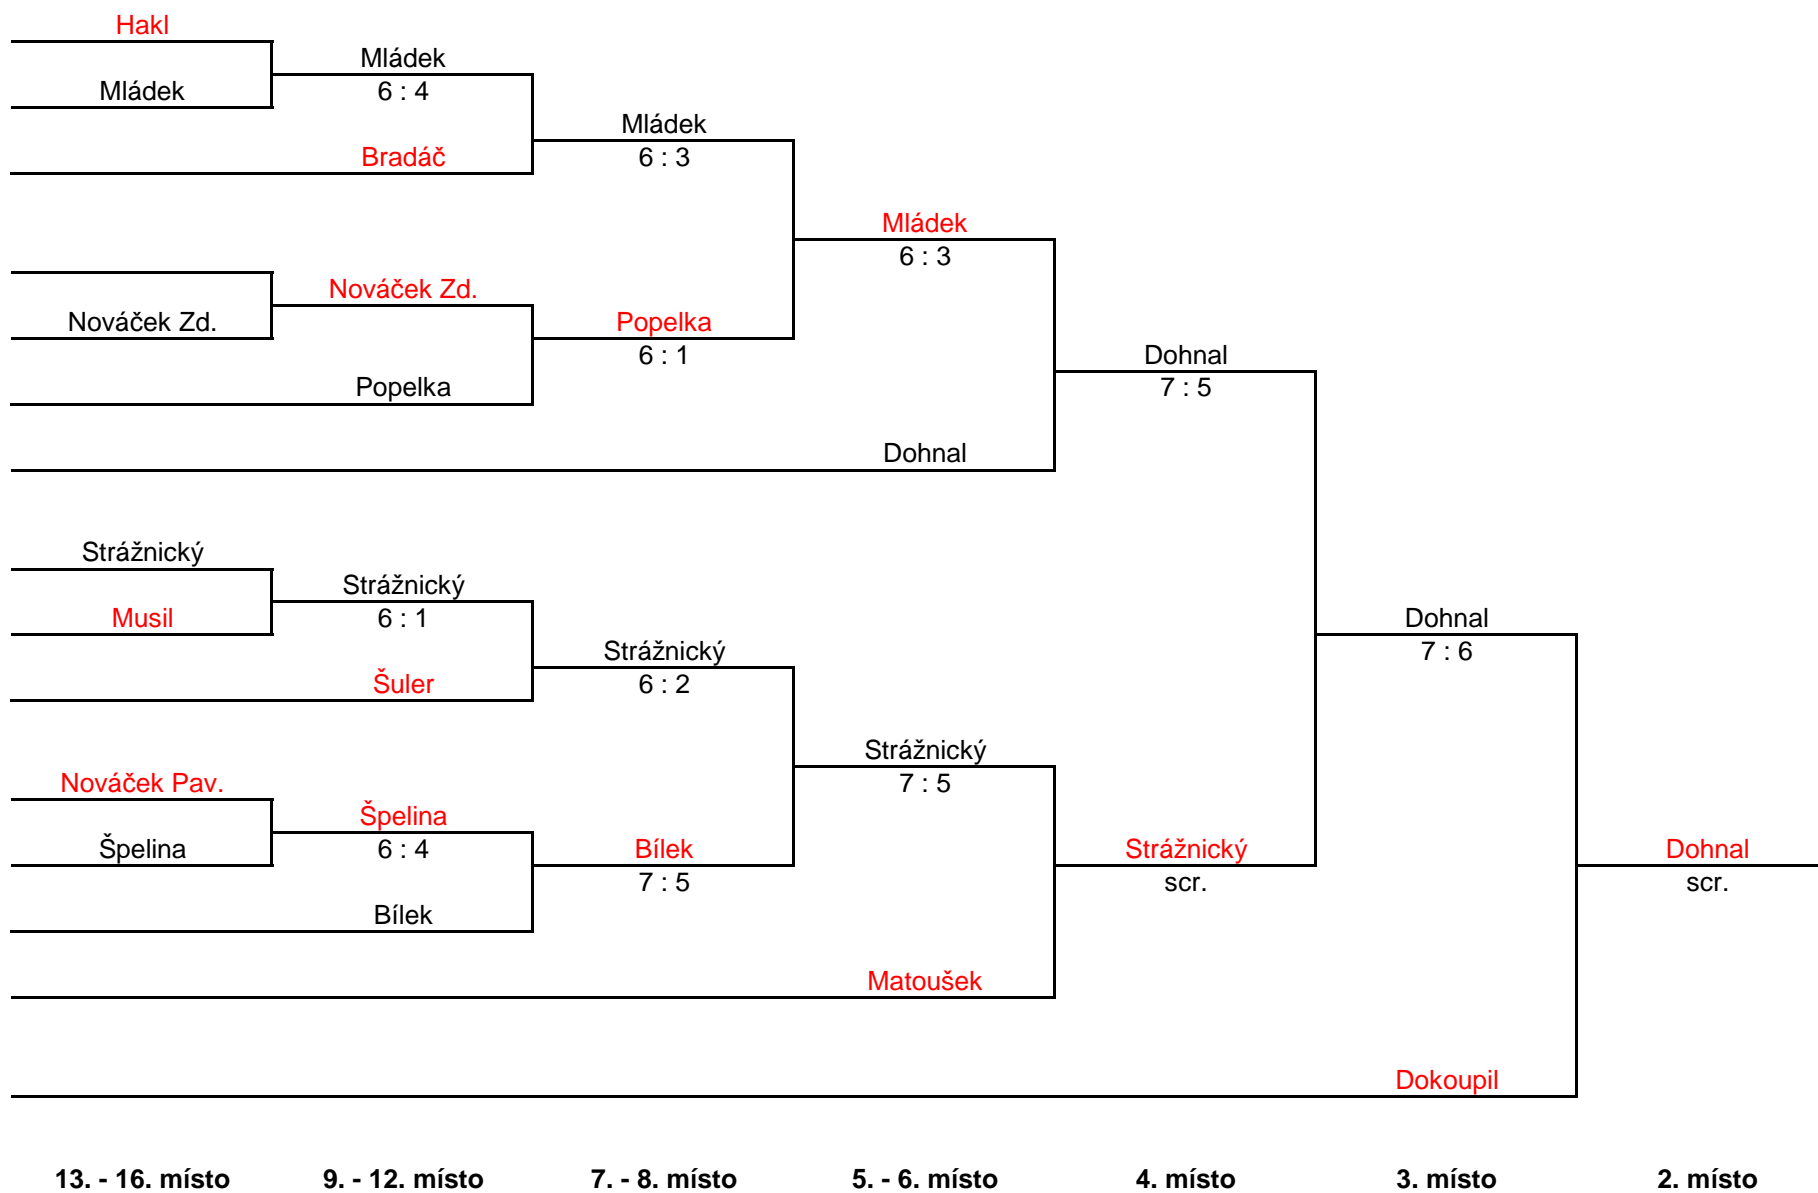 Hakl
Mládek
Mládek
6 : 4
Mládek
Bradáč
6 : 3
Mládek
6 : 3
Nováček Zd.
Nováček Zd.
Popelka
6 : 1
Dohnal
Popelka
7 : 5
Dohnal
Strážnický
Strážnický
Musil
6 : 1
Dohnal
Strážnický
7 : 6
Šuler
6 : 2
Strážnický
Nováček Pav.
7 : 5
Špelina
Špelina
6 : 4
Bílek
Strážnický
Dohnal
7 : 5
scr.
scr.
Bílek
Matoušek
Dokoupil
13. - 16. místo 9. - 12. místo 7. - 8. místo 5. - 6. místo 4. místo 3. místo 2. místo